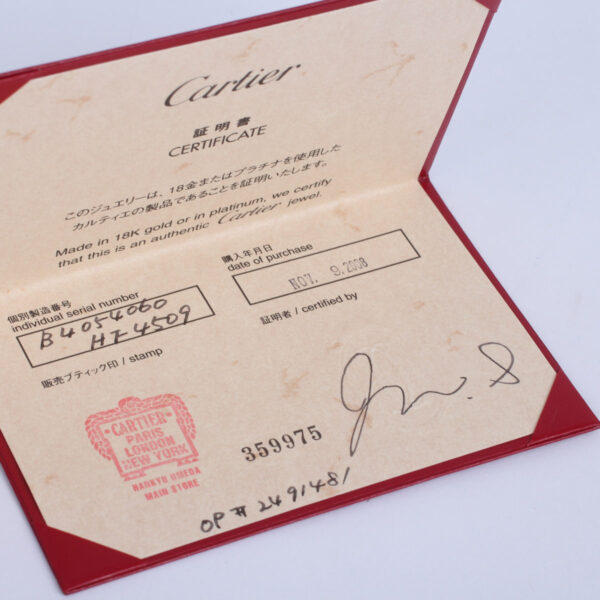 Cartier
証明書
CERTIFICATE
このジュエリーは、18金またはプラチナを使用した
カルティエの製品であることを証明いたします。
Made in 18K gold or in platinum, we certify
that this is an authentic Cartier jewel.
個別製造番号
individual serial number
B4054060
HI4509
購入年月日
date of purchase
NOV. 9.2008
販売ブティック印 / stamp
証明者 / certified by
CARTIER
PARIS
LONDON
NEW YORK
HANKYU UMEDA
MAIN STORE
359975
OP # 2491481